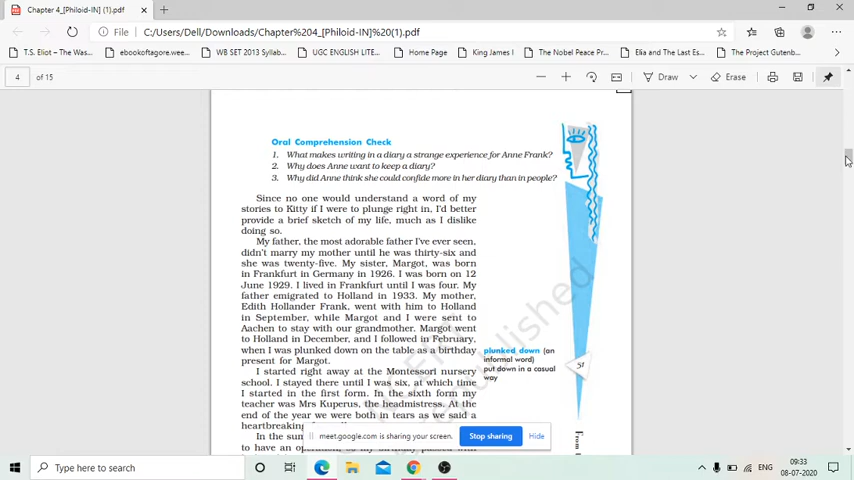 Chapter 4_[Philoid-IN] (1).pdf
File
C:/Users/Dell/Downloads/Chapter%204_[Philoid-IN]%20(1).pdf
T.S. Eliot – The Was...
ebookoftagore.wee...
WB SET 2013 Syllab...
UGC ENGLISH LITE...
Home Page
King James I
The Nobel Peace Pr...
Elia and The Last Es...
The Project Gutenb...
4 of 15
Draw
Erase
Oral Comprehension Check
1. What makes writing in a diary a strange experience for Anne Frank?
2. Why does Anne want to keep a diary?
3. Why did Anne think she could confide more in her diary than in people?
Since no one would understand a word of my
stories to Kitty if I were to plunge right in, I'd better
provide a brief sketch of my life, much as I dislike
doing so.
My father, the most adorable father I've ever seen,
didn't marry my mother until he was thirty-six and
she was twenty-five. My sister, Margot, was born
in Frankfurt in Germany in 1926. I was born on 12
June 1929. I lived in Frankfurt until I was four. My
father emigrated to Holland in 1933. My mother,
Edith Hollander Frank, went with him to Holland
in September, while Margot and I were sent to
Aachen to stay with our grandmother. Margot went
to Holland in December, and I followed in February,
when I was plunked down on the table as a birthday
present for Margot.
plunked down (an
informal word)
put down in a casual
way
51
I started right away at the Montessori nursery
school. I stayed there until I was six, at which time
I started in the first form. In the sixth form my
teacher was Mrs Kuperus, the headmistress. At the
end of the year we were both in tears as we said a
heartbreaking
In the sum
to have an operation, so my birthday passed with
meet.google.com is sharing your screen.
Stop sharing
Hide
published
Type here to search
ENG
09:33
08-07-2020